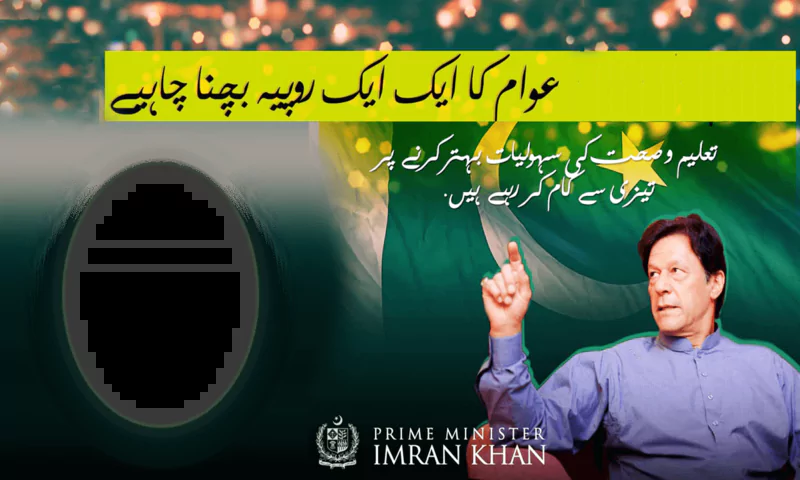 عوام کا ایک ایک روپیہ بچنا چاہیے
تعلیم و صحت کی سہولیات بہتر کرنے پر
تیزی سے کام کر رہے ہیں.
PRIME MINISTER
IMRAN KHAN